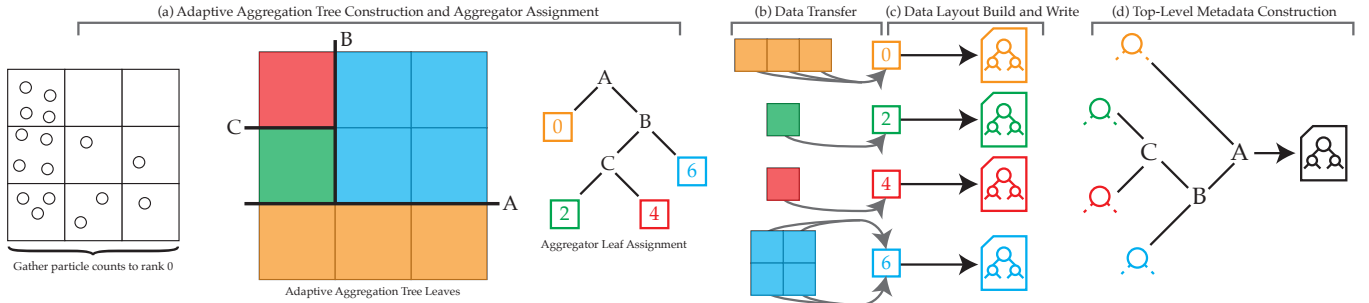 (a) Adaptive Aggregation Tree Construction and Aggregator Assignment
(b) Data Transfer
(c) Data Layout Build and Write
(d) Top-Level Metadata Construction
Gather particle counts to rank 0
B
C
A
Adaptive Aggregation Tree Leaves
A
0
B
C
6
2
4
Aggregator Leaf Assignment
0
2
4
6
C
A
B